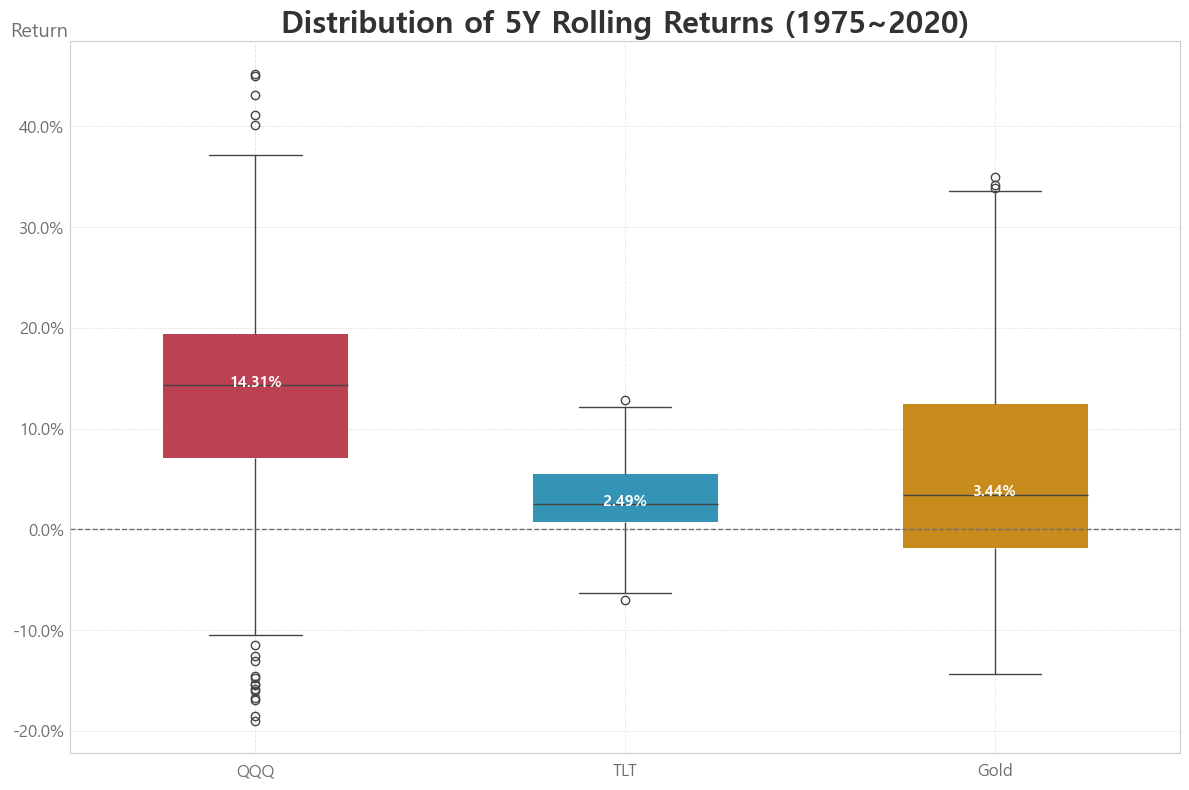 Distribution of 5Y Rolling Returns (1975~2020)
Return
40.0%
30.0%
20.0%
10.0%
0.0%
-10.0%
-20.0%
14.31%
2.49%
3.44%
QQQ
TLT
Gold